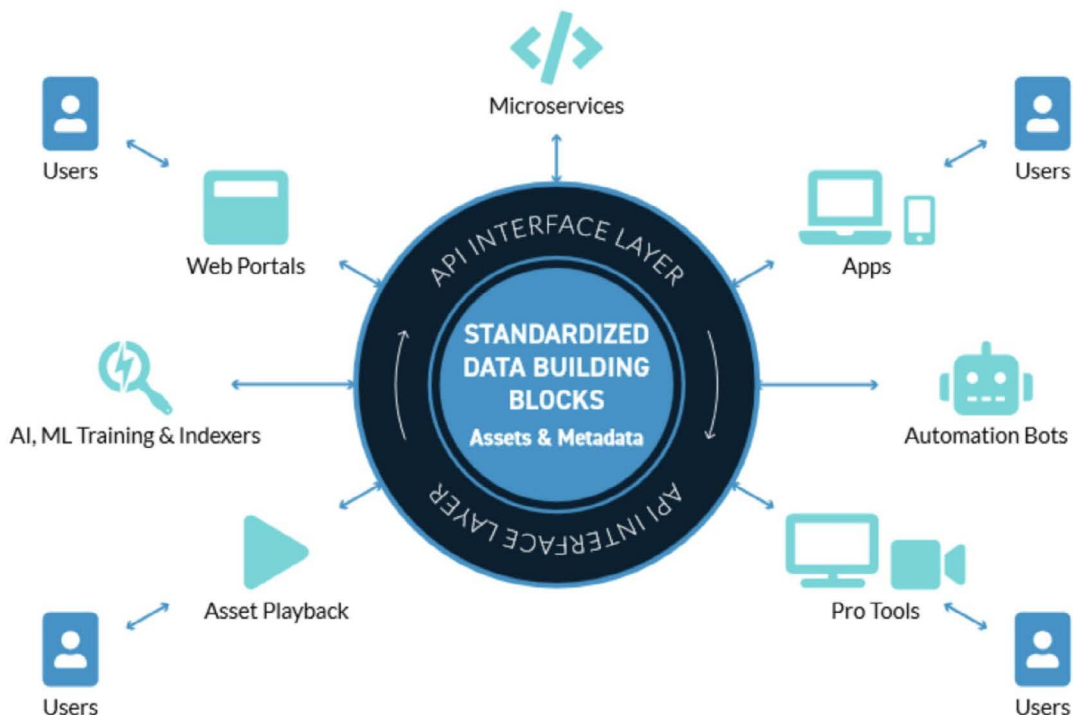 Microservices
Users
Users
API INTERFACE LAYER
Web Portals
Apps
STANDARDIZED
DATA BUILDING
BLOCKS
Assets & Metadata
AI, ML Training & Indexers
Automation Bots
API INTERFACE LAYER
Asset Playback
Pro Tools
Users
Users